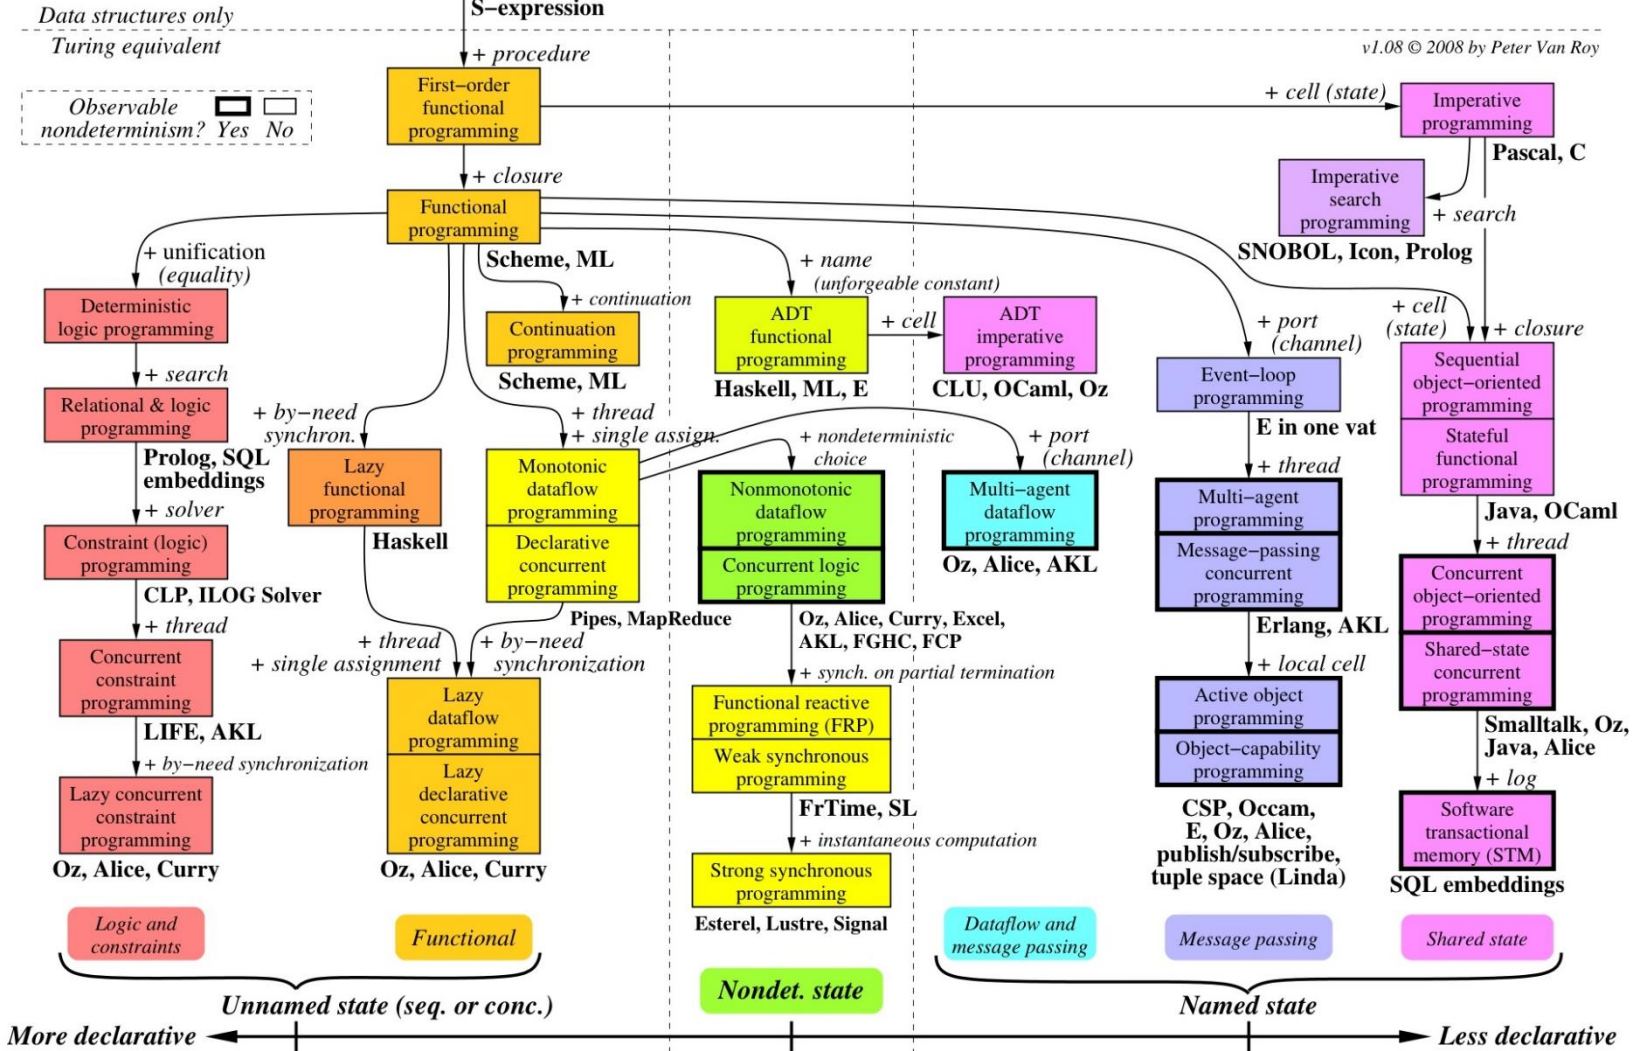 S-expression
Data structures only
Turing equivalent
v1.08 © 2008 by Peter Van Roy
+ procedure
Observable
nondeterminism? Yes No
First-order
functional
programming
+ cell (state)
Imperative
programming
Pascal, C
+ closure
Imperative
search
programming
+ search
SNOBOL, Icon, Prolog
Functional
programming
Scheme, ML
+ unification
(equality)
+ continuation
+ name
(unforgeable constant)
+ port
(channel)
+ cell
(state)
+ closure
Deterministic
logic programming
Continuation
programming
Scheme, ML
ADT
functional
programming
Haskell, ML, E
+ cell
ADT
imperative
programming
CLU, OCaml, Oz
Event-loop
programming
E in one vat
Sequential
object-oriented
programming
Stateful
functional
programming
Java, OCaml
+ search
Relational & logic
programming
Prolog, SQL
embeddings
+ by-need
synchron.
+ thread
+ single assign.
+ nondeterministic
choice
+ port
(channel)
+ thread
Lazy
functional
programming
Haskell
Monotonic
dataflow
programming
Declarative
concurrent
programming
Pipes, MapReduce
Nonmonotonic
dataflow
programming
Concurrent logic
programming
Oz, Alice, Curry, Excel,
AKL, FGHC, FCP
Multi-agent
dataflow
programming
Oz, Alice, AKL
Multi-agent
programming
Message-passing
concurrent
programming
Erlang, AKL
+ thread
Concurrent
object-oriented
programming
Shared-state
concurrent
programming
Smalltalk, Oz,
Java, Alice
+ solver
Constraint (logic)
programming
CLP, ILOG Solver
+ thread
Concurrent
constraint
programming
LIFE, AKL
+ by-need synchronization
Lazy concurrent
constraint
programming
Oz, Alice, Curry
+ thread
+ single assignment
+ by-need
synchronization
Lazy
dataflow
programming
Lazy
declarative
concurrent
programming
Oz, Alice, Curry
+ synch. on partial termination
Functional reactive
programming (FRP)
Weak synchronous
programming
FrTime, SL
+ instantaneous computation
Strong synchronous
programming
Esterel, Lustre, Signal
+ local cell
Active object
programming
Object-capability
programming
CSP, Occam,
E, Oz, Alice,
publish/subscribe,
tuple space (Linda)
+ log
Software
transactional
memory (STM)
SQL embeddings
Logic and
constraints
Functional
Dataflow and
message passing
Message passing
Shared state
Unnamed state (seq. or conc.)
Nondet. state
Named state
More declarative
Less declarative